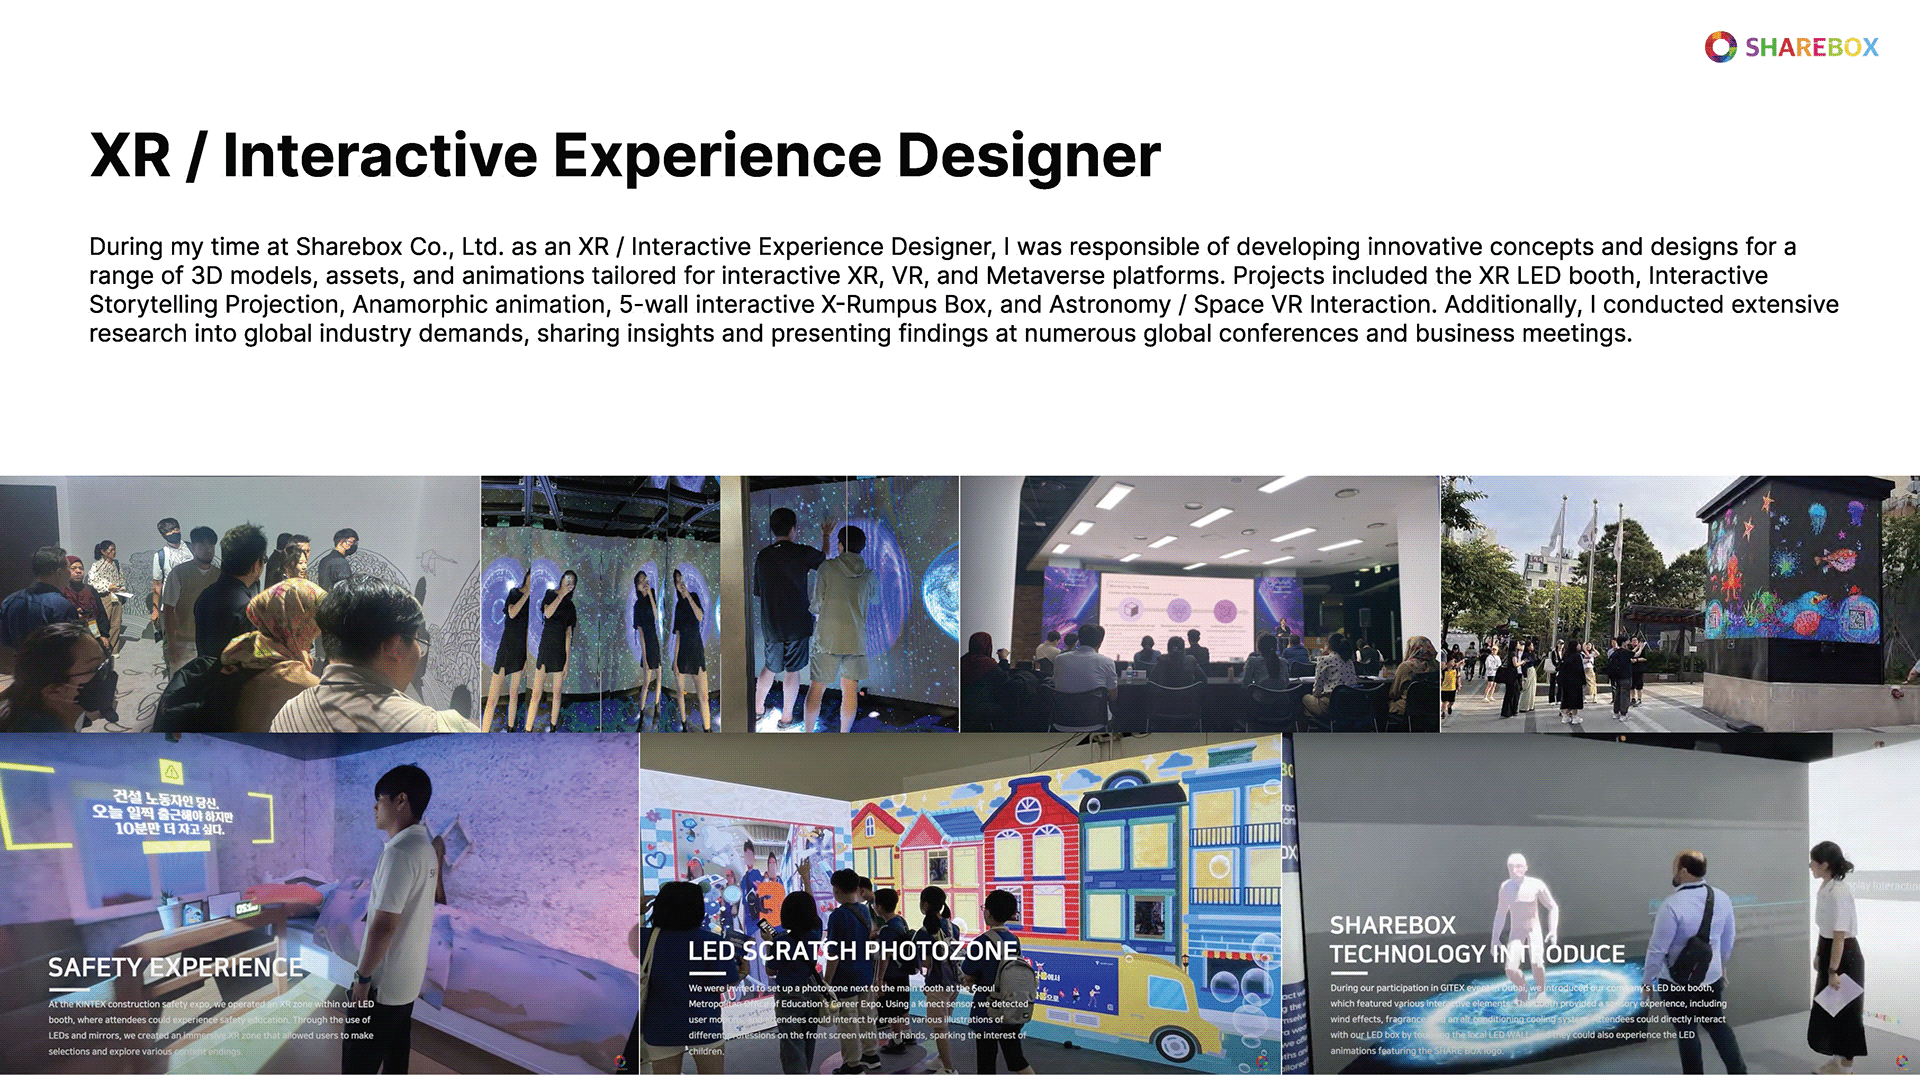 SHAREBOX
XR / Interactive Experience Designer
During my time at Sharebox Co., Ltd. as an XR / Interactive Experience Designer, I was responsible of developing innovative concepts and designs for a
range of 3D models, assets, and animations tailored for interactive XR, VR, and Metaverse platforms. Projects included the XR LED booth, Interactive
Storytelling Projection, Anamorphic animation, 5-wall interactive X-Rumpus Box, and Astronomy / Space VR Interaction. Additionally, I conducted extensive
research into global industry demands, sharing insights and presenting findings at numerous global conferences and business meetings.
건설 노동자인 당신.
오늘 일찍 출근해야 하지만
10분만 더 자고 싶다.
SAFETY EXPERIENCE
At the KINTEX construction safety expo, we operated an XR zone within our LED
booth, where attendees could experience safety education. Through the use of
LEDs and mirrors, we created an immersive XR zone that allowed users to make
selections and explore various content endings.
LED SCRATCH PHOTOZONE
We were invited to set up a photo zone next to the main booth at the Seoul
Metropolitan Office of Education's Career Expo. Using a Kinect sensor, we detected
user motions, and attendees could interact by erasing various illustrations of
different professions on the front screen with their hands, sparking the interest of
children.
SHAREBOX
TECHNOLOGY INTRODUCE
During our participation in GITEX event in Dubai, we introduced our company's LED box booth,
which featured various interactive elements. This booth provided a sensory experience, including
wind effects, fragrance, and an air conditioning cooling system. Attendees could directly interact
with our LED box by touching the local LED WALL, and they could also experience the LED
animations featuring the SHARE BOX logo.